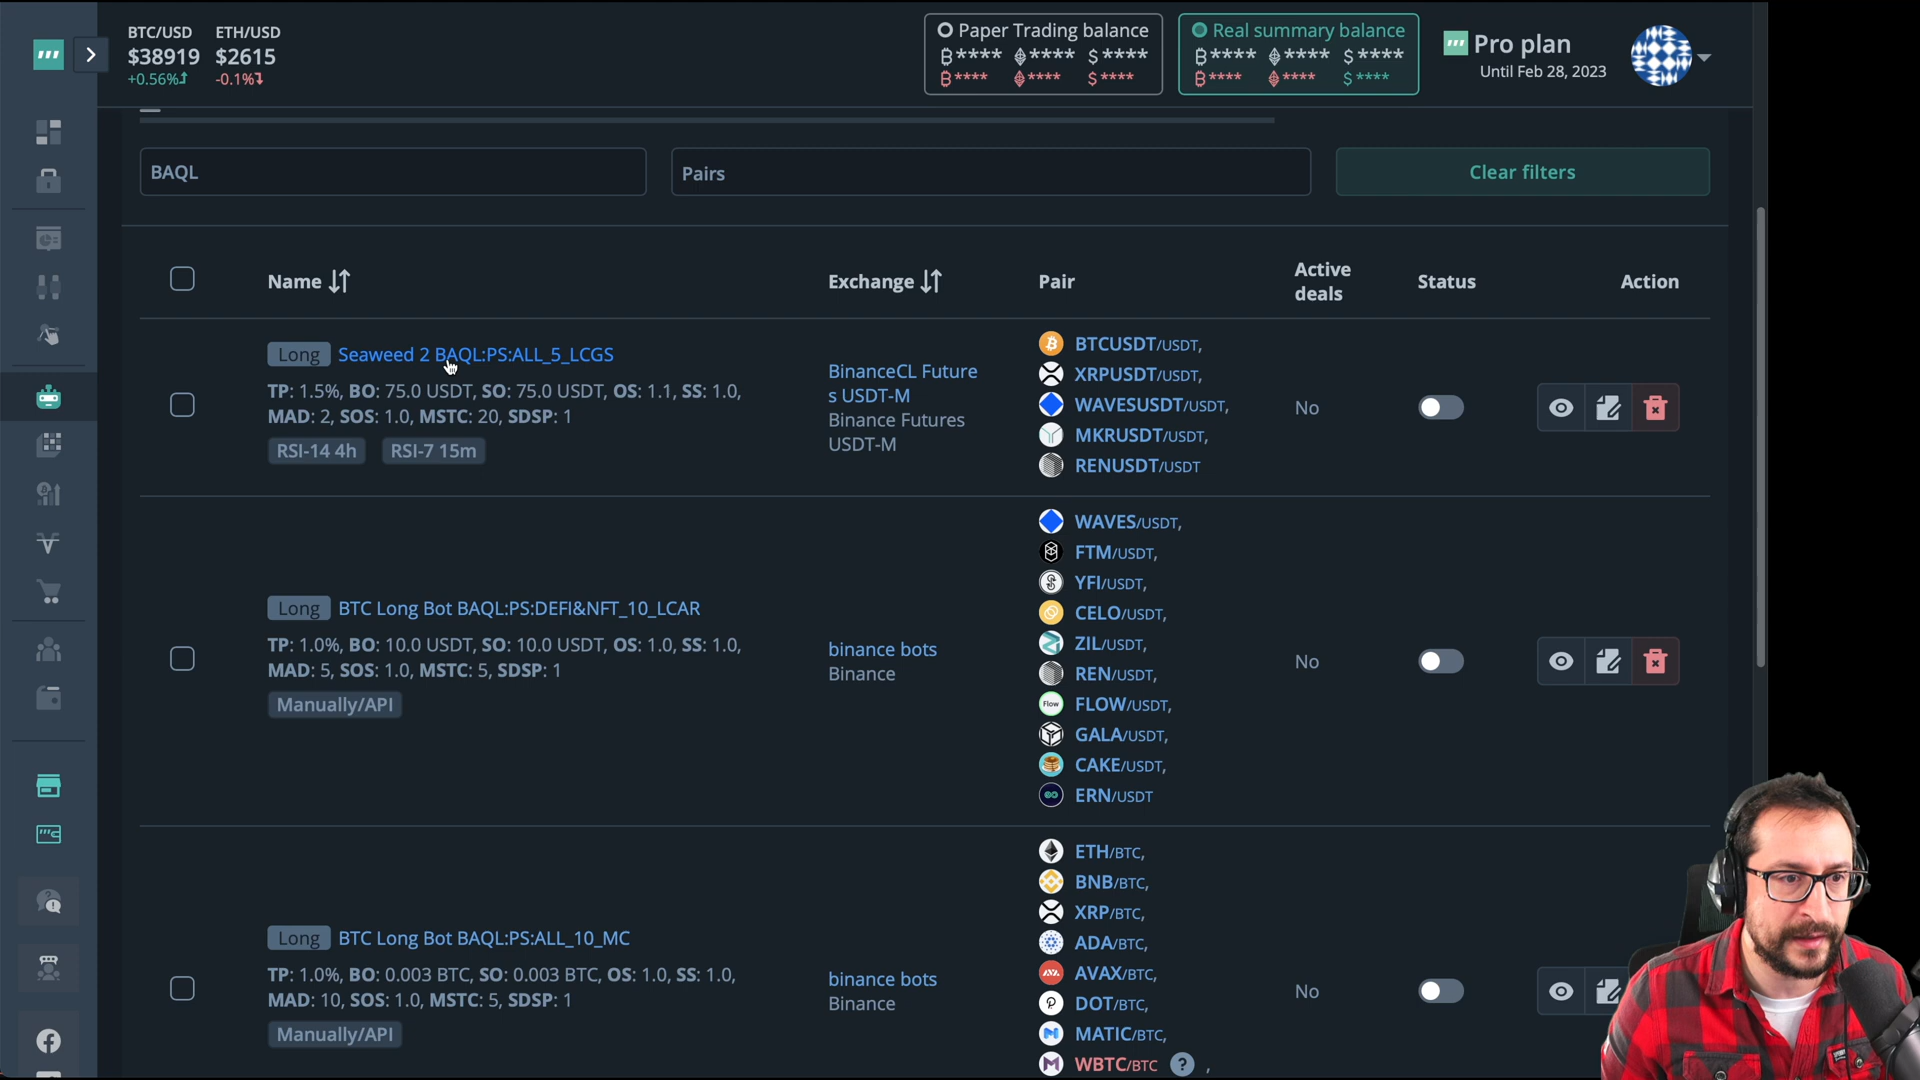 BTC/USD
$38919
+0.56%
ETH/USD
$2615
-0.1%
Paper Trading balance
**** **** $****
**** **** $****
Real summary balance
**** **** $****
**** **** $****
Pro plan
Until Feb 28, 2023
BAQL
Pairs
Clear filters
Name
Exchange
Pair
Active
deals
Status
Action
Long Seaweed 2 BAQL:PS:ALL_5_LCGS
TP: 1.5%, BO: 75.0 USDT, SO: 75.0 USDT, OS: 1.1, SS: 1.0,
MAD: 2, SOS: 1.0, MSTC: 20, SDSP: 1
RSI-14 4h RSI-7 15m
BinanceCL Future
s USDT-M
Binance Futures
USDT-M
BTCUSDT/USDT,
XRPUSDT/USDT,
WAVESUSDT/USDT,
MKRUSDT/USDT,
RENUSDT/USDT
No
Long BTC Long Bot BAQL:PS:DEFI&NFT_10_LCAR
TP: 1.0%, BO: 10.0 USDT, SO: 10.0 USDT, OS: 1.0, SS: 1.0,
MAD: 5, SOS: 1.0, MSTC: 5, SDSP: 1
Manually/API
binance bots
Binance
WAVES/USDT,
FTM/USDT,
YFI/USDT,
CELO/USDT,
ZIL/USDT,
REN/USDT,
Flow FLOW/USDT,
GALA/USDT,
CAKE/USDT,
ERN/USDT
No
Long BTC Long Bot BAQL:PS:ALL_10_MC
TP: 1.0%, BO: 0.003 BTC, SO: 0.003 BTC, OS: 1.0, SS: 1.0,
MAD: 10, SOS: 1.0, MSTC: 5, SDSP: 1
Manually/API
binance bots
Binance
ETH/BTC,
BNB/BTC,
XRP/BTC,
ADA/BTC,
AVAX/BTC,
DOT/BTC,
MATIC/BTC,
WBTC/BTC ? ,
No